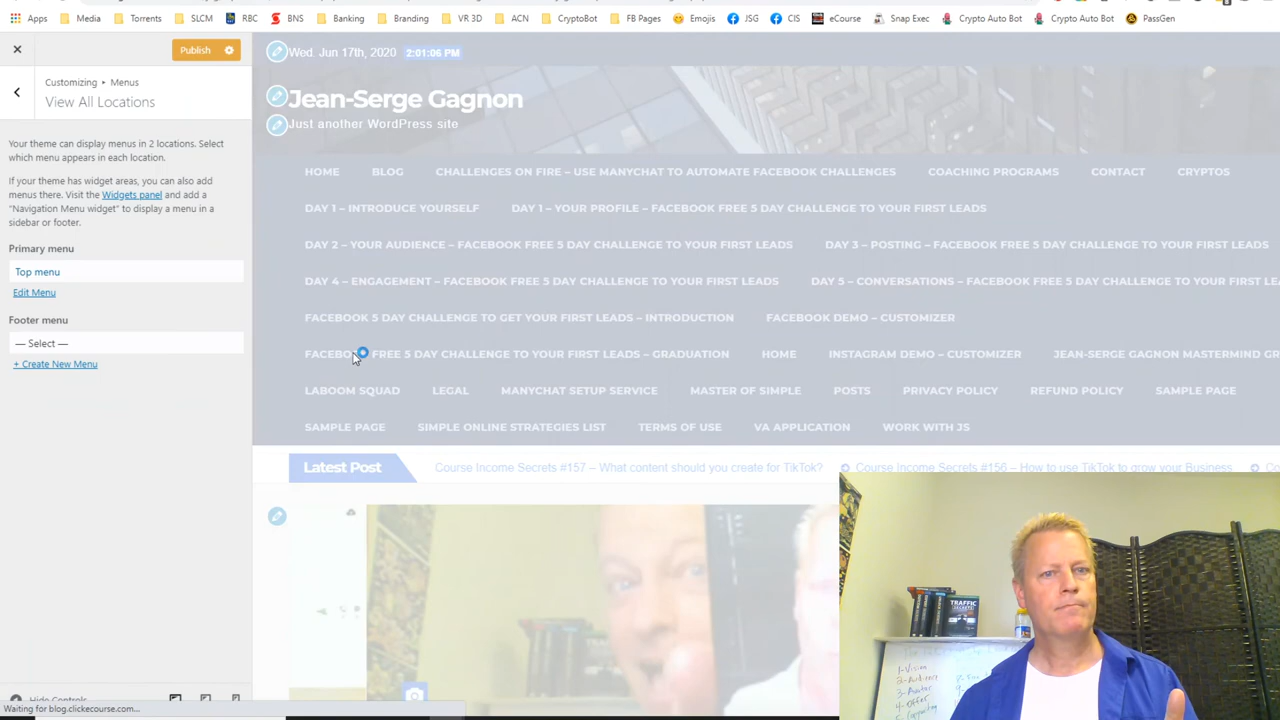 Apps Media Torrents SLCM RBC BNS Banking Branding VR 3D ACN CryptoBot FB Pages Emojis JSG CIS eCourse Snap Exec Crypto Auto Bot Crypto Auto Bot PassGen
Publish
Customizing ▸ Menus
View All Locations
Your theme can display menus in 2 locations. Select
which menu appears in each location.
If your theme has widget areas, you can also add
menus there. Visit the Widgets panel and add a
"Navigation Menu widget" to display a menu in a
sidebar or footer.
Primary menu
Top menu
Edit Menu
Footer menu
— Select —
+ Create New Menu
Hide Controls
Waiting for blog.clickecourse.com...
Wed. Jun 17th, 2020 2:01:06 PM
Jean-Serge Gagnon
Just another WordPress site
HOME BLOG CHALLENGES ON FIRE – USE MANYCHAT TO AUTOMATE FACEBOOK CHALLENGES COACHING PROGRAMS CONTACT CRYPTOS
DAY 1 – INTRODUCE YOURSELF DAY 1 – YOUR PROFILE – FACEBOOK FREE 5 DAY CHALLENGE TO YOUR FIRST LEADS
DAY 2 – YOUR AUDIENCE – FACEBOOK FREE 5 DAY CHALLENGE TO YOUR FIRST LEADS DAY 3 – POSTING – FACEBOOK FREE 5 DAY CHALLENGE TO YOUR FIRST LEADS
DAY 4 – ENGAGEMENT – FACEBOOK FREE 5 DAY CHALLENGE TO YOUR FIRST LEADS DAY 5 – CONVERSATIONS – FACEBOOK FREE 5 DAY CHALLENGE TO YOUR FIRST LEA
FACEBOOK 5 DAY CHALLENGE TO GET YOUR FIRST LEADS – INTRODUCTION FACEBOOK DEMO – CUSTOMIZER
FACEBO FREE 5 DAY CHALLENGE TO YOUR FIRST LEADS – GRADUATION HOME INSTAGRAM DEMO – CUSTOMIZER JEAN-SERGE GAGNON MASTERMIND GR
LABOOM SQUAD LEGAL MANYCHAT SETUP SERVICE MASTER OF SIMPLE POSTS PRIVACY POLICY REFUND POLICY SAMPLE PAGE
SAMPLE PAGE SIMPLE ONLINE STRATEGIES LIST TERMS OF USE VA APPLICATION WORK WITH JS
Latest Post Course Income Secrets #157 – What content should you create for TikTok? Course Income Secrets #156 – How to use TikTok to grow your Business Co
TRAFFIC
SECRETS
1-Vision
2-Audience
3-Avatar
4-Offer